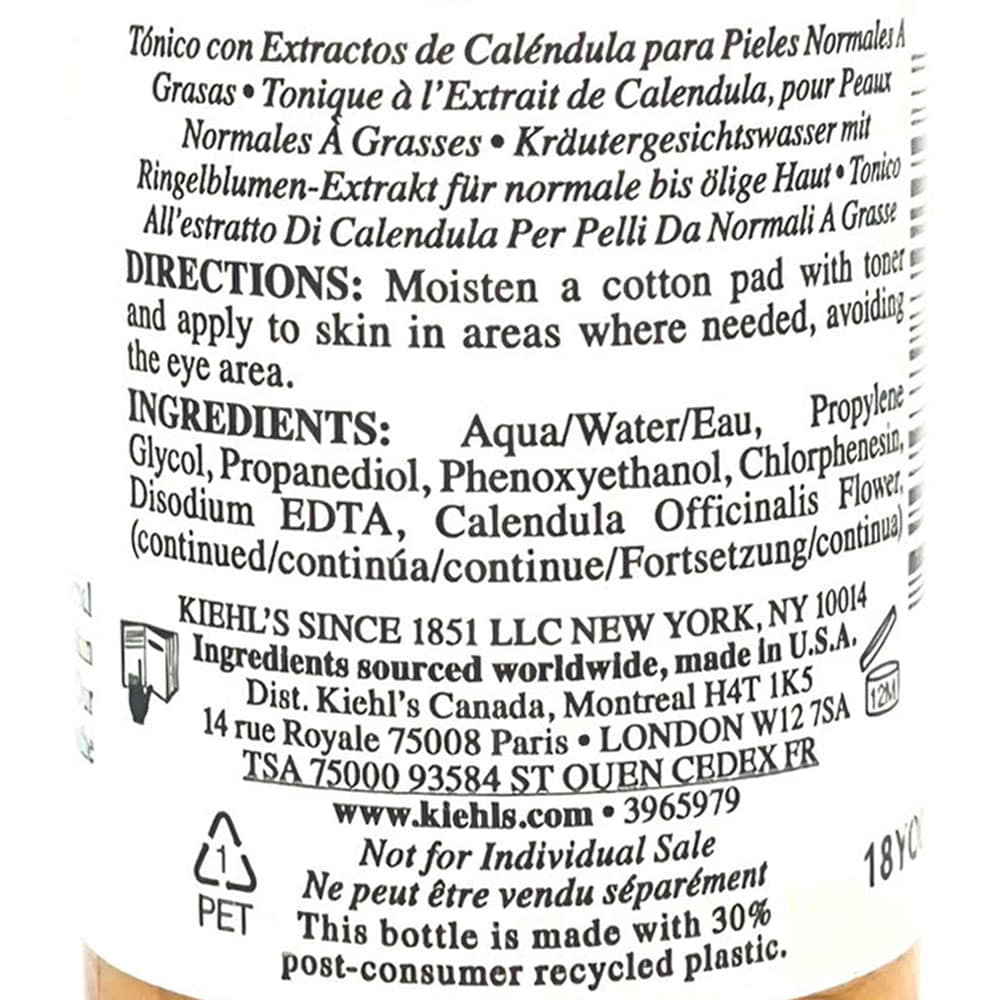 Tónico con Extractos de Caléndula para Pieles Normales A
Grasas • Tonique à l'Extrait de Calendula, pour Peaux
Normales À Grasses • Kräutergesichtswasser mit
Ringelblumen-Extrakt für normale bis ölige Haut • Tonico
All'estratto Di Calendula Per Pelli Da Normali A Grasse
DIRECTIONS: Moisten a cotton pad with toner
and apply to skin in areas where needed, avoiding
the eye area.
INGREDIENTS: Aqua/Water/Eau, Propylene
Glycol, Propanediol, Phenoxyethanol, Chlorphenesin,
Disodium EDTA, Calendula Officinalis Flower,
(continued/continúa/continue/Fortsetzung/continua)
KIEHL'S SINCE 1851 LLC NEW YORK, NY 10014
Ingredients sourced worldwide, made in U.S.A.
Dist. Kiehl's Canada, Montreal H4T 1K5
12M
14 rue Royale 75008 Paris • LONDON W12 7SA
TSA 75000 93584 ST OUEN CEDEX FR
www.kiehls.com • 3965979
Not for Individual Sale
Ne peut être vendu séparément
This bottle is made with 30%
post-consumer recycled plastic.
1
PET